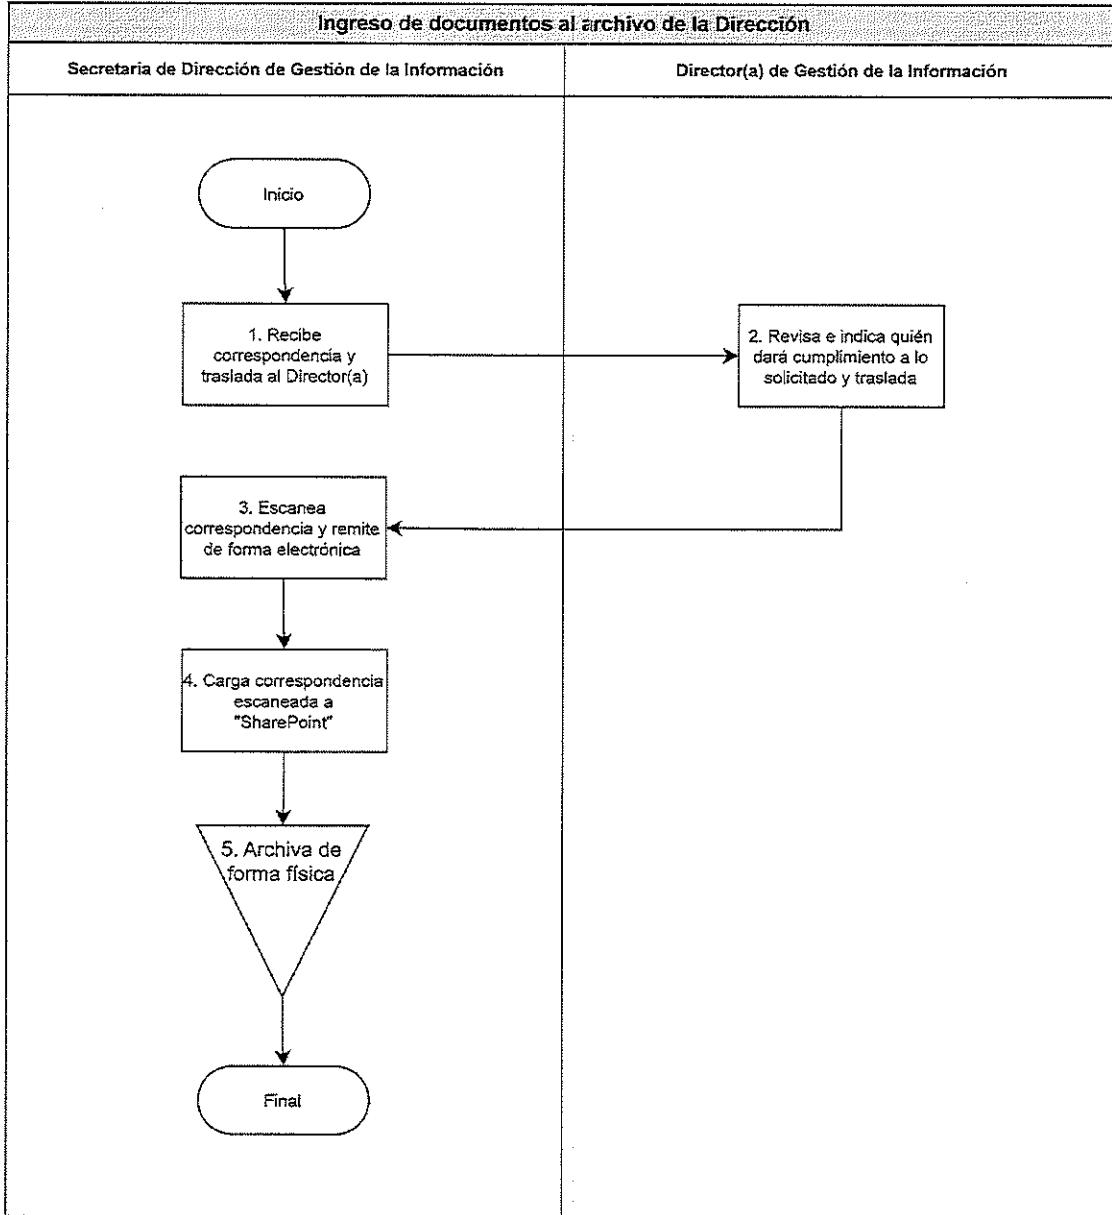 Ingreso de documentos al archivo de la Dirección
Secretaria de Dirección de Gestión de la Información
Director(a) de Gestión de la Información
Inicio
1. Recibe
correspondencia y
traslada al Director(a)
2. Revisa e indica quién
dará cumplimiento a lo
solicitado y traslada
3. Escanea
correspondencia y remite
de forma electrónica
4. Carga correspondencia
escaneada a
"SharePoint"
5. Archiva de
forma física
Final